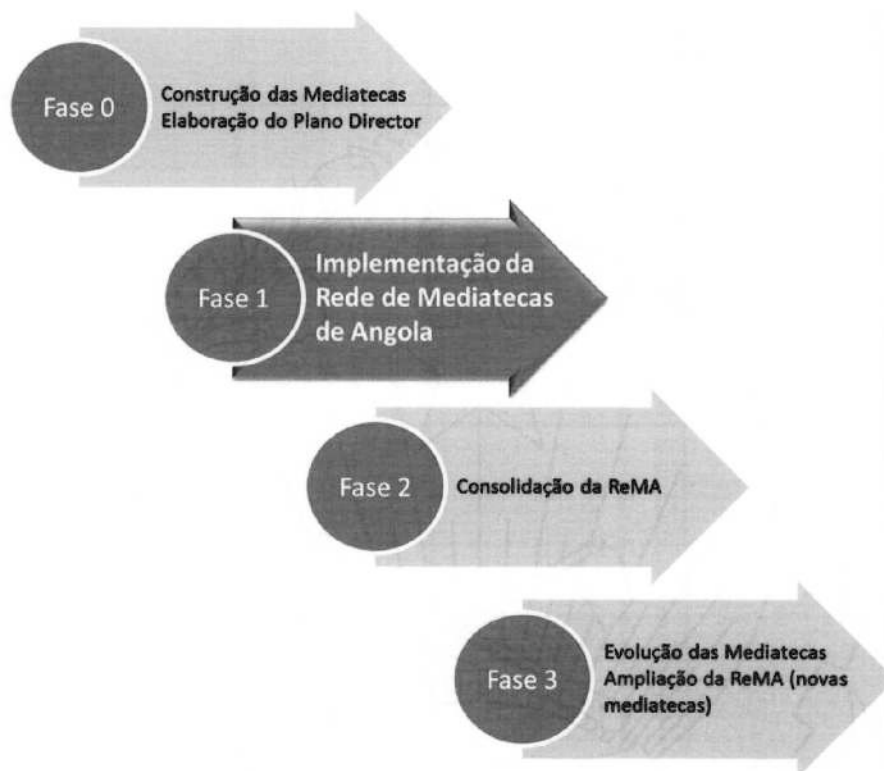 Fase 0
Construção das Mediatecas
Elaboração do Plano Director
Fase 1
Implementação da
Rede de Mediatecas
de Angola
Fase 2
Consolidação da ReMA
Fase 3
Evolução das Mediatecas
Ampliação da ReMA (novas
mediatecas)